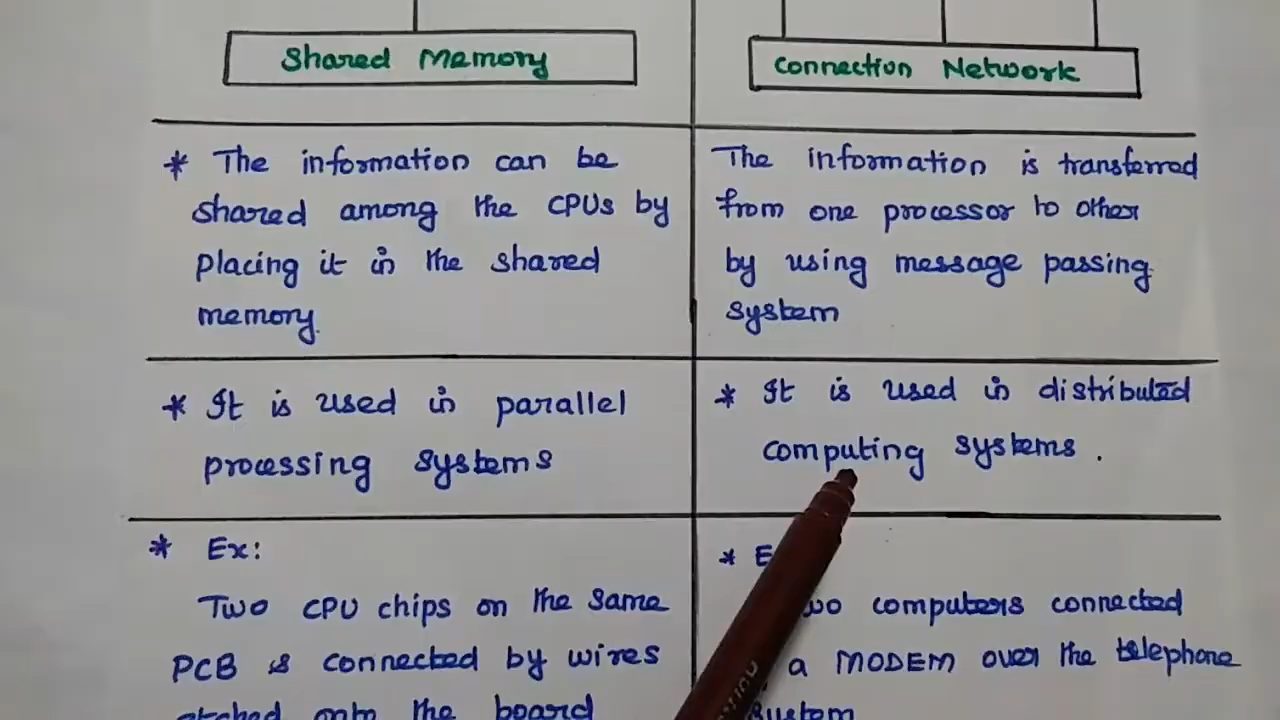 Shared Memory
Connection Network
* The information can be
shared among the CPUs by
placing it in the shared
memory.
The information is transferred
from one processor to other
by using message passing
system
* It is used in parallel
processing systems
* It is used in distributed
computing systems.
* Ex:
Two CPU chips on the same
PCB is connected by wires
etched onto the board
*
computers connected
a MODEM over the telephone
system